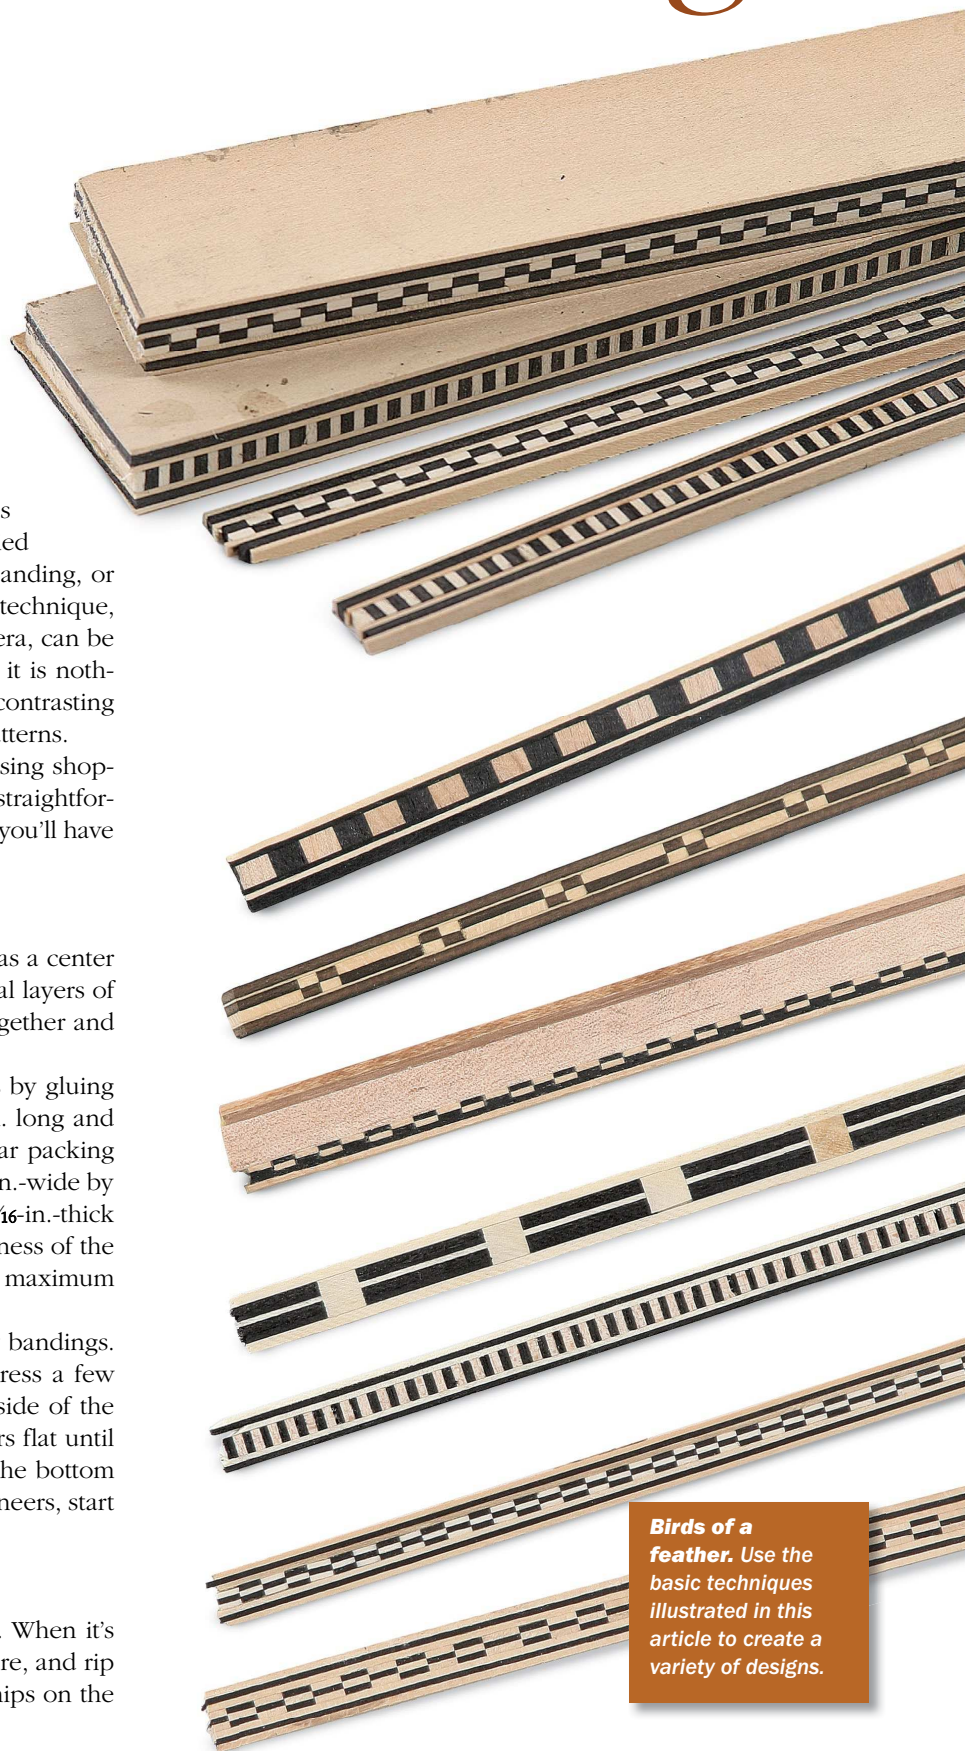 g
s
ed
anding, or
technique,
era, can be
it is noth-
contrasting
tterns.
sing shop-
straightfor-
you'll have
as a center
al layers of
gether and
by gluing
. long and
ar packing
n.-wide by
⁄16-in.-thick
ness of the
maximum
bandings.
ress a few
side of the
rs flat until
he bottom
neers, start
. When it's
re, and rip
hips on the
Birds of a
feather. Use the
basic techniques
illustrated in this
article to create a
variety of designs.